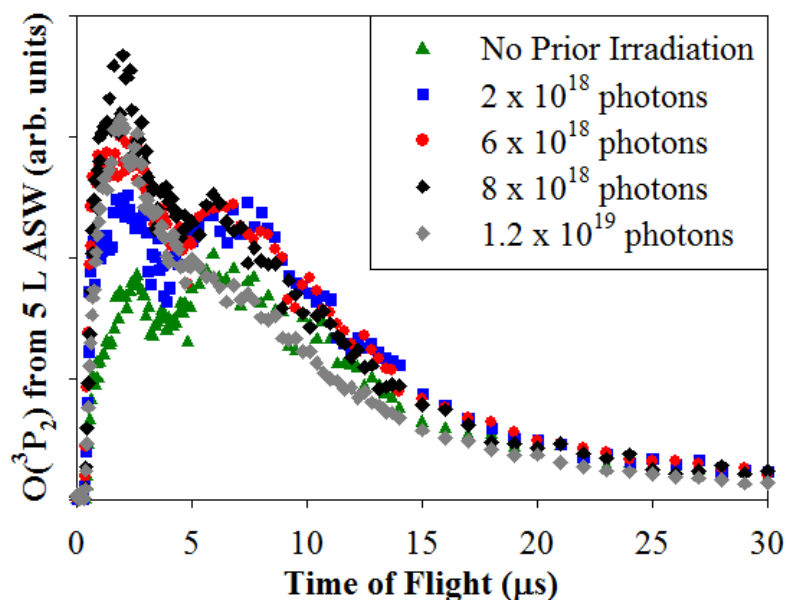 No Prior Irradiation
2 x 10¹⁸ photons
6 x 10¹⁸ photons
8 x 10¹⁸ photons
1.2 x 10¹⁹ photons
O(³P₂) from 5 L ASW (arb. units)
0 5 10 15 20 25 30
Time of Flight (μs)